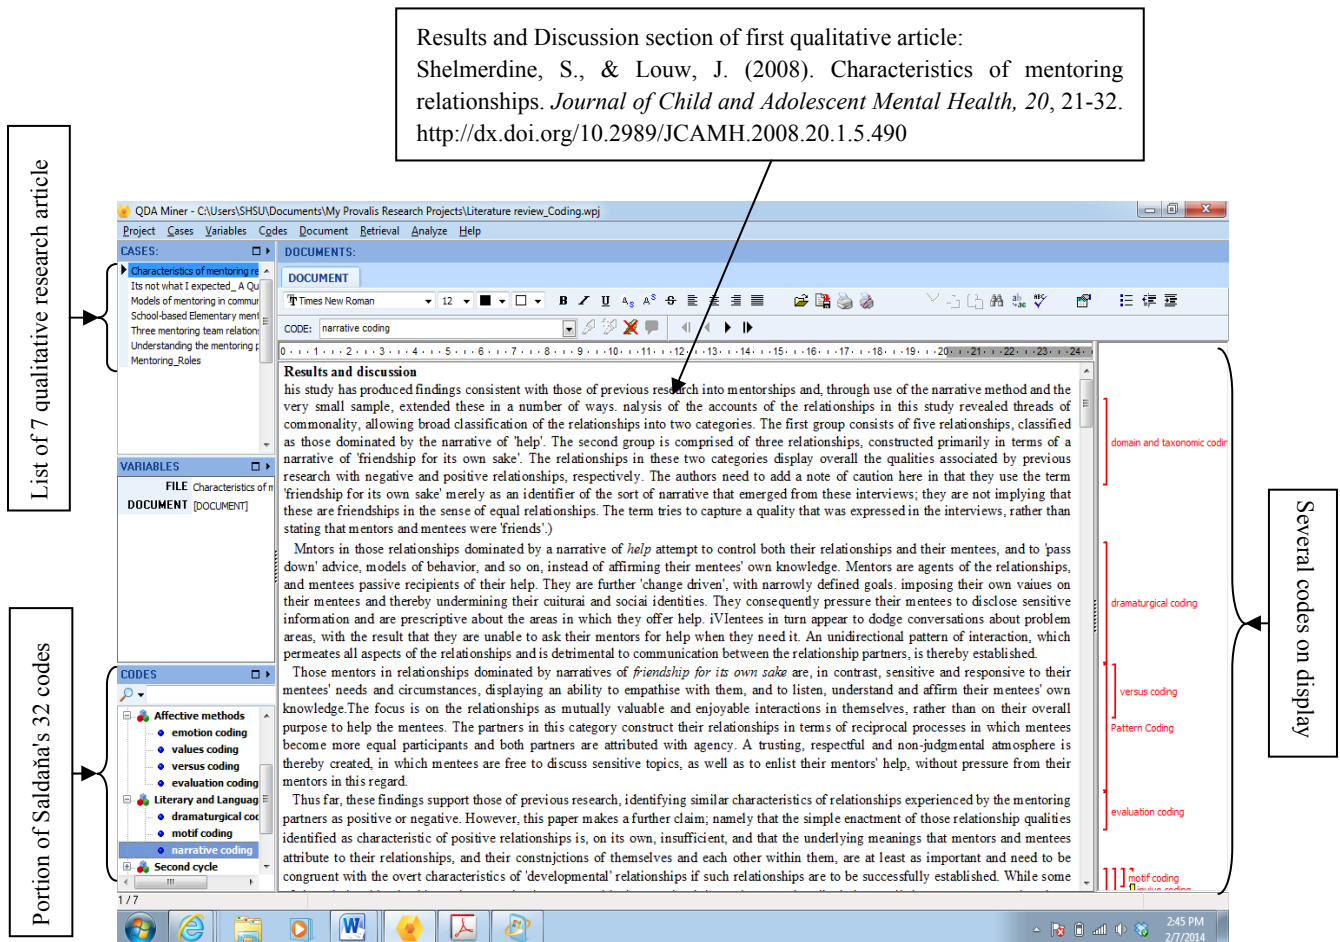 Results and Discussion section of first qualitative article:
Shelmerdine, S., & Louw, J. (2008). Characteristics of mentoring
relationships. Journal of Child and Adolescent Mental Health, 20, 21-32.
http://dx.doi.org/10.2989/JCAMH.2008.20.1.5.490
List of 7 qualitative research article
Portion of Saldaňa's 32 codes
Several codes on display
QDA Miner - C:\Users\SHSU\Documents\My Provalis Research Projects\Literature review_Coding.wpj
Project Cases Variables Codes Document Retrieval Analyze Help
CASES:
Characteristics of mentoring re
Its not what I expected_ A Qu
Models of mentoring in commur
School-based Elementary ment
Three mentoring team relation:
Understanding the mentoring p
Mentoring_Roles
VARIABLES
FILE Characteristics of m
DOCUMENT [DOCUMENT]
CODES
Affective methods
emotion coding
values coding
versus coding
evaluation coding
Literary and Languag
dramaturgical coc
motif coding
narrative coding
Second cycle
1 / 7
DOCUMENTS:
DOCUMENT
Times New Roman 12 B I U
CODE: narrative coding
0 1 2 3 4 5 6 7 8 9 10 11 12 13 14 15 16 17 18 19 20 21 22 23 24
Results and discussion
his study has produced findings consistent with those of previous research into mentorships and, through use of the narrative method and the
very small sample, extended these in a number of ways. nalysis of the accounts of the relationships in this study revealed threads of
commonality, allowing broad classification of the relationships into two categories. The first group consists of five relationships, classified
as those dominated by the narrative of 'help'. The second group is comprised of three relationships, constructed primarily in terms of a
narrative of 'friendship for its own sake'. The relationships in these two categories display overall the qualities associated by previous
research with negative and positive relationships, respectively. The authors need to add a note of caution here in that they use the term
'friendship for its own sake' merely as an identifier of the sort of narrative that emerged from these interviews; they are not implying that
these are friendships in the sense of equal relationships. The term tries to capture a quality that was expressed in the interviews, rather than
stating that mentors and mentees were 'friends'.)
Mntors in those relationships dominated by a narrative of help attempt to control both their relationships and their mentees, and to 'pass
down' advice, models of behavior, and so on, instead of affirming their mentees' own knowledge. Mentors are agents of the relationships,
and mentees passive recipients of their help. They are further 'change driven', with narrowly defined goals. imposing their own vaiues on
their mentees and thereby undermining their cuiturai and sociai identities. They consequently pressure their mentees to disclose sensitive
information and are prescriptive about the areas in which they offer help. iVIentees in turn appear to dodge conversations about problem
areas, with the result that they are unable to ask their mentors for help when they need it. An unidirectional pattern of interaction, which
permeates all aspects of the relationships and is detrimental to communication between the relationship partners, is thereby established.
Those mentors in relationships dominated by narratives of friendship for its own sake are, in contrast, sensitive and responsive to their
mentees' needs and circumstances, displaying an ability to empathise with them, and to listen, understand and affirm their mentees' own
knowledge.The focus is on the relationships as mutually valuable and enjoyable interactions in themselves, rather than on their overall
purpose to help the mentees. The partners in this category construct their relationships in terms of reciprocal processes in which mentees
become more equal participants and both partners are attributed with agency. A trusting, respectful and non-judgmental atmosphere is
thereby created, in which mentees are free to discuss sensitive topics, as well as to enlist their mentors' help, without pressure from their
mentors in this regard.
Thus far, these findings support those of previous research, identifying similar characteristics of relationships experienced by the mentoring
partners as positive or negative. However, this paper makes a further claim; namely that the simple enactment of those relationship qualities
identified as characteristic of positive relationships is, on its own, insufficient, and that the underlying meanings that mentors and mentees
attribute to their relationships, and their constnjctions of themselves and each other within them, are at least as important and need to be
congruent with the overt characteristics of 'developmental' relationships if such relationships are to be successfully established. While some
domain and taxonomic codin
dramaturgical coding
versus coding
Pattern Coding
evaluation coding
motif coding
2:45 PM
2/7/2014